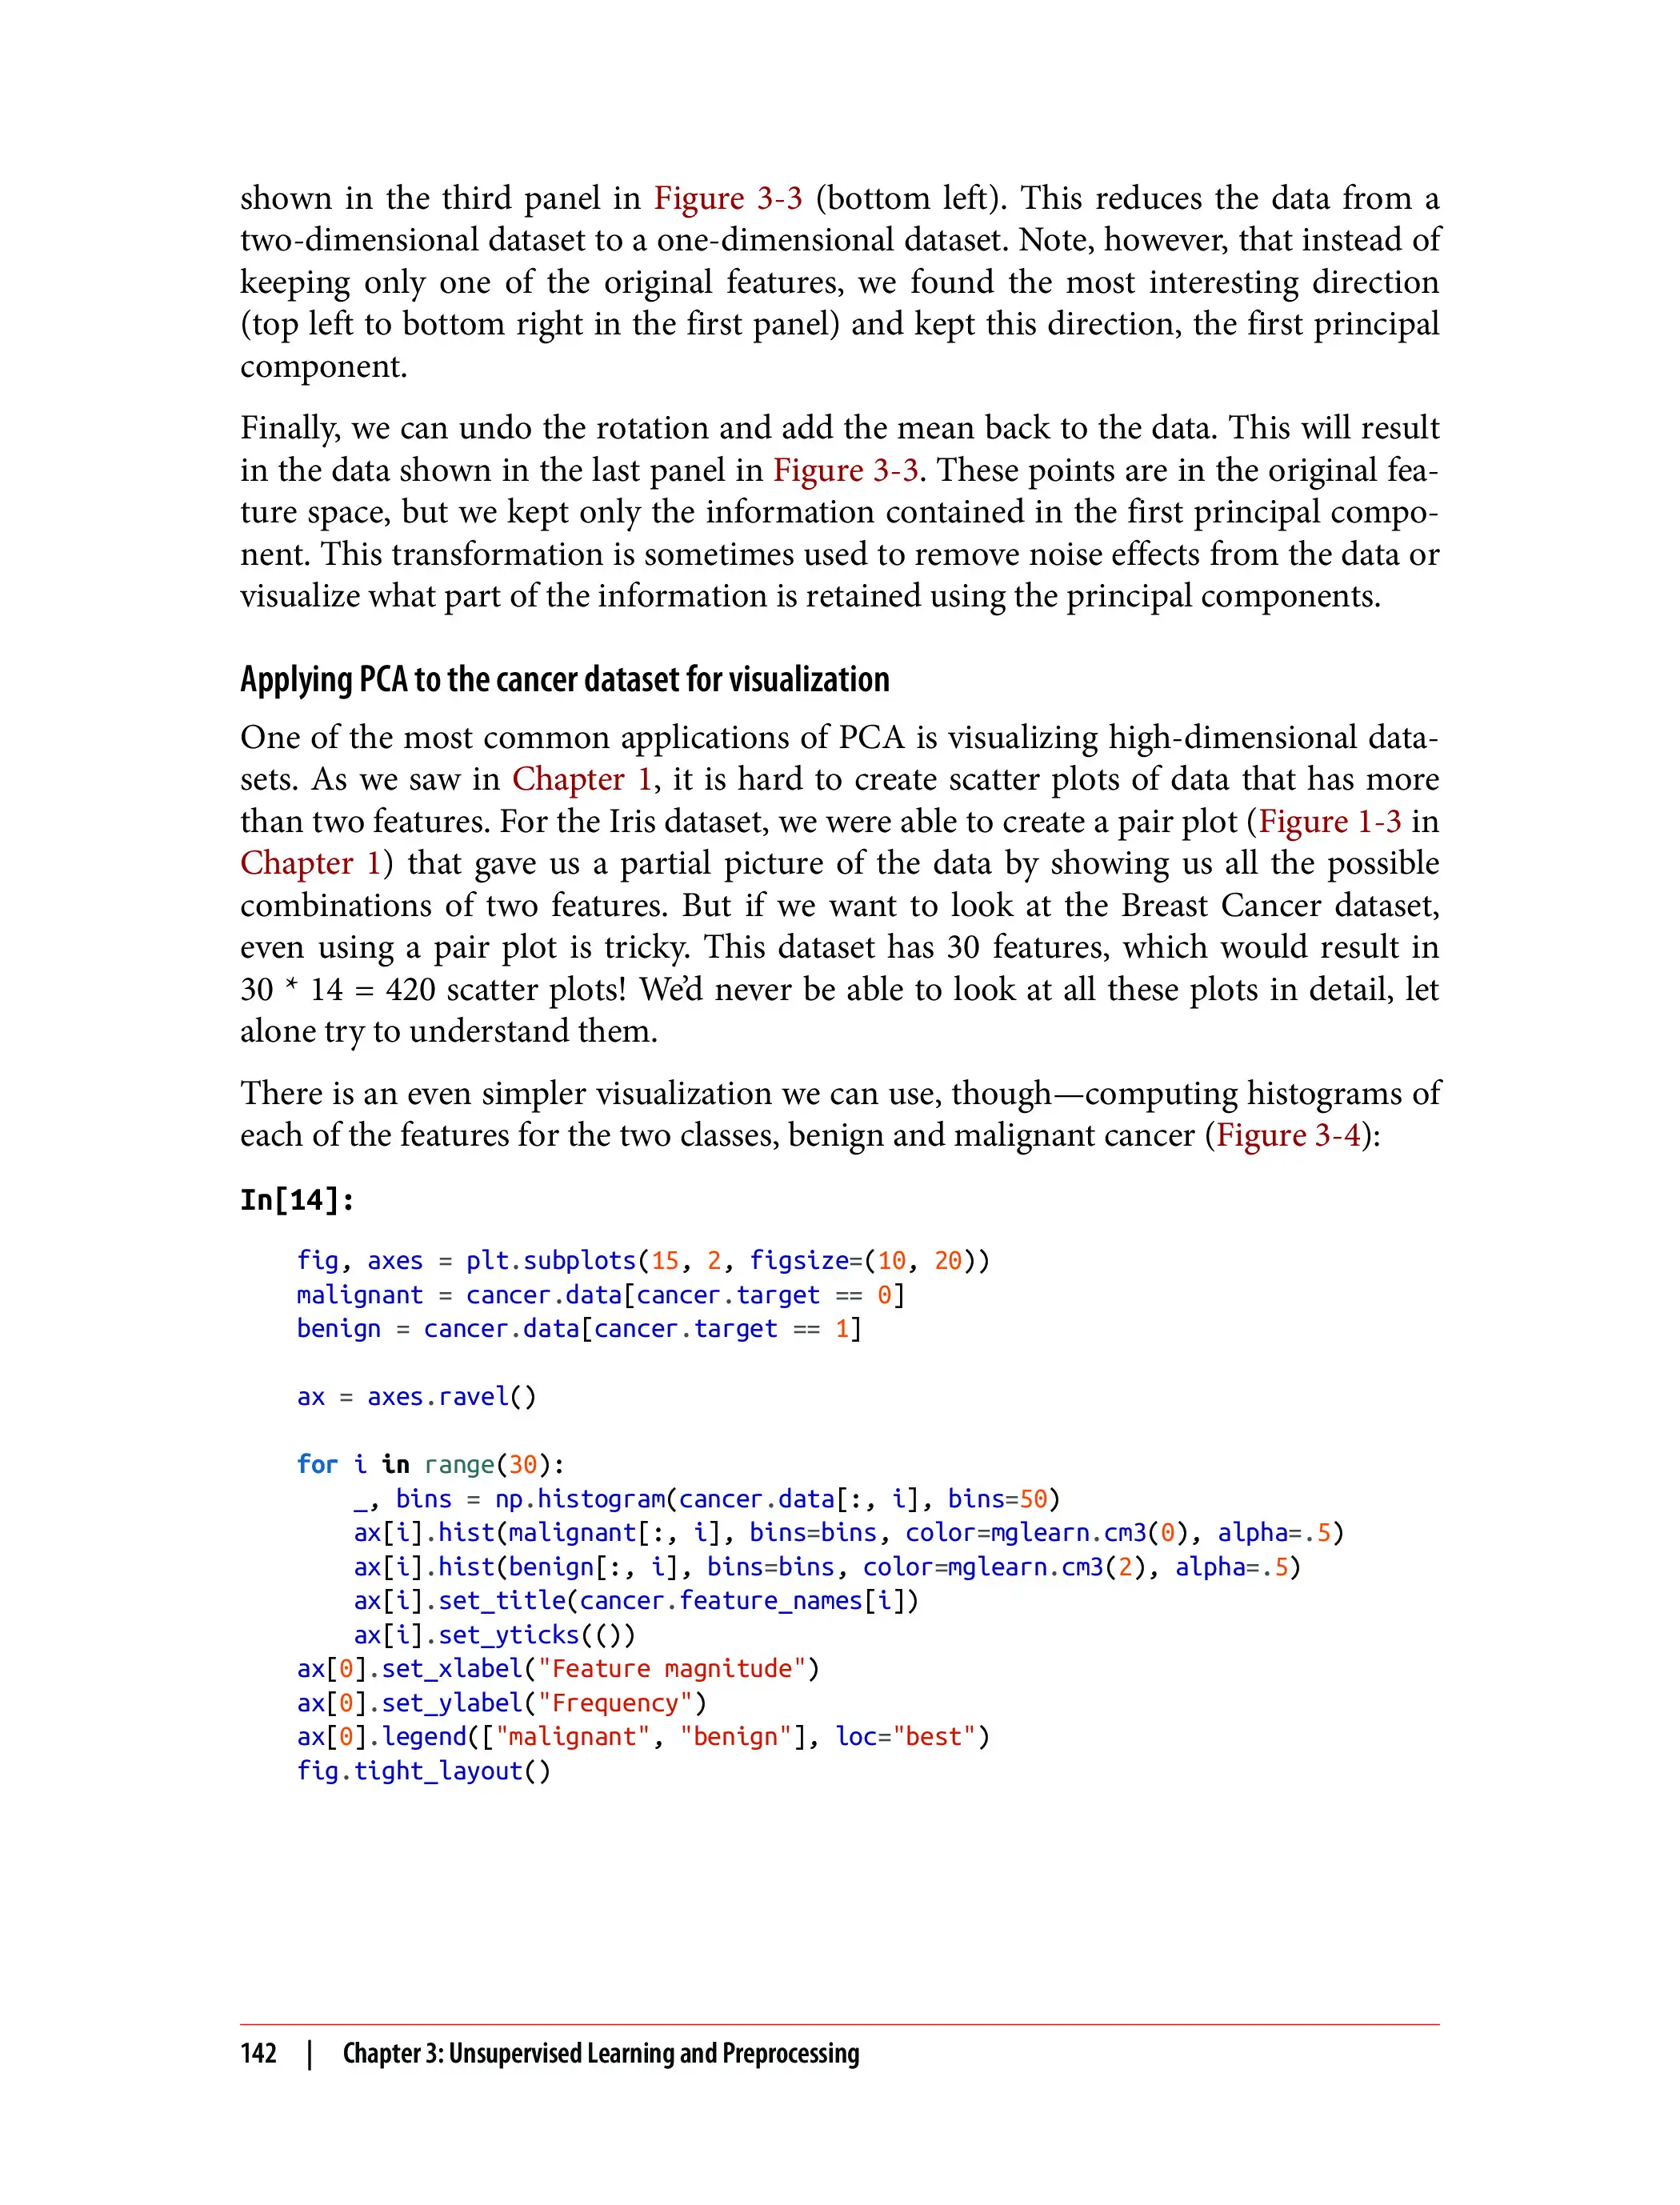 shown in the third panel in Figure 3-3 (bottom left). This reduces the data from a
two-dimensional dataset to a one-dimensional dataset. Note, however, that instead of
keeping only one of the original features, we found the most interesting direction
(top left to bottom right in the first panel) and kept this direction, the first principal
component.
Finally, we can undo the rotation and add the mean back to the data. This will result
in the data shown in the last panel in Figure 3-3. These points are in the original fea-
ture space, but we kept only the information contained in the first principal compo-
nent. This transformation is sometimes used to remove noise effects from the data or
visualize what part of the information is retained using the principal components.
Applying PCA to the cancer dataset for visualization
One of the most common applications of PCA is visualizing high-dimensional data-
sets. As we saw in Chapter 1, it is hard to create scatter plots of data that has more
than two features. For the Iris dataset, we were able to create a pair plot (Figure 1-3 in
Chapter 1) that gave us a partial picture of the data by showing us all the possible
combinations of two features. But if we want to look at the Breast Cancer dataset,
even using a pair plot is tricky. This dataset has 30 features, which would result in
30 * 14 = 420 scatter plots! We’d never be able to look at all these plots in detail, let
alone try to understand them.
There is an even simpler visualization we can use, though—computing histograms of
each of the features for the two classes, benign and malignant cancer (Figure 3-4):
In[14]:
fig, axes = plt.subplots(15, 2, figsize=(10, 20))
malignant = cancer.data[cancer.target == 0]
benign = cancer.data[cancer.target == 1]
ax = axes.ravel()
for i in range(30):
    _, bins = np.histogram(cancer.data[:, i], bins=50)
    ax[i].hist(malignant[:, i], bins=bins, color=mglearn.cm3(0), alpha=.5)
    ax[i].hist(benign[:, i], bins=bins, color=mglearn.cm3(2), alpha=.5)
    ax[i].set_title(cancer.feature_names[i])
    ax[i].set_yticks(())
ax[0].set_xlabel("Feature magnitude")
ax[0].set_ylabel("Frequency")
ax[0].legend(["malignant", "benign"], loc="best")
fig.tight_layout()
142 | Chapter 3: Unsupervised Learning and Preprocessing